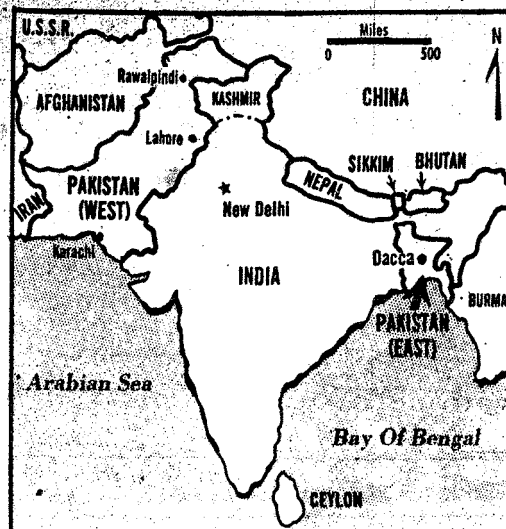 U.S.S.R.
Miles
0 500
N
Rawalpindi
AFGHANISTAN
KASHMIR
CHINA
Lahore
SIKKIM
BHUTAN
PAKISTAN
(WEST)
NEPAL
IRAN
New Delhi
Karachi
Dacca
INDIA
BURMA
PAKISTAN
(EAST)
Arabian Sea
Bay Of Bengal
CEYLON